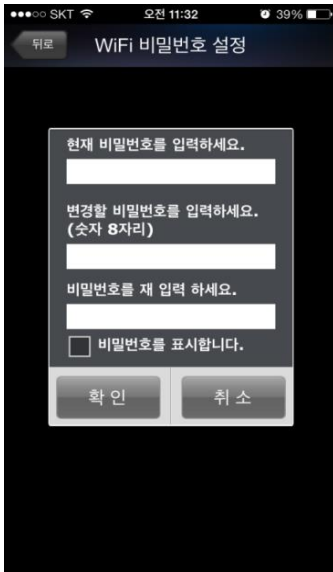 SKT 오전 11:32 39%
뒤로 WiFi 비밀번호 설정
현재 비밀번호를 입력하세요.
변경할 비밀번호를 입력하세요.
(숫자 8자리)
비밀번호를 재 입력 하세요.
비밀번호를 표시합니다.
확 인 취 소